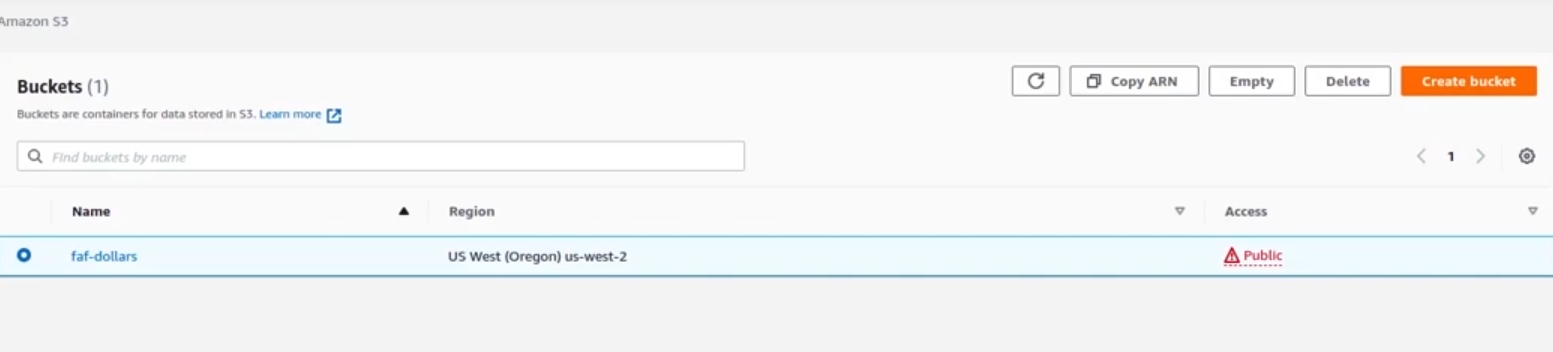 Amazon S3
Buckets (1)
Copy ARN
Empty
Delete
Create bucket
Buckets are containers for data stored in S3. Learn more
Find buckets by name
1
Name
Region
Access
faf-dollars
US West (Oregon) us-west-2
Public